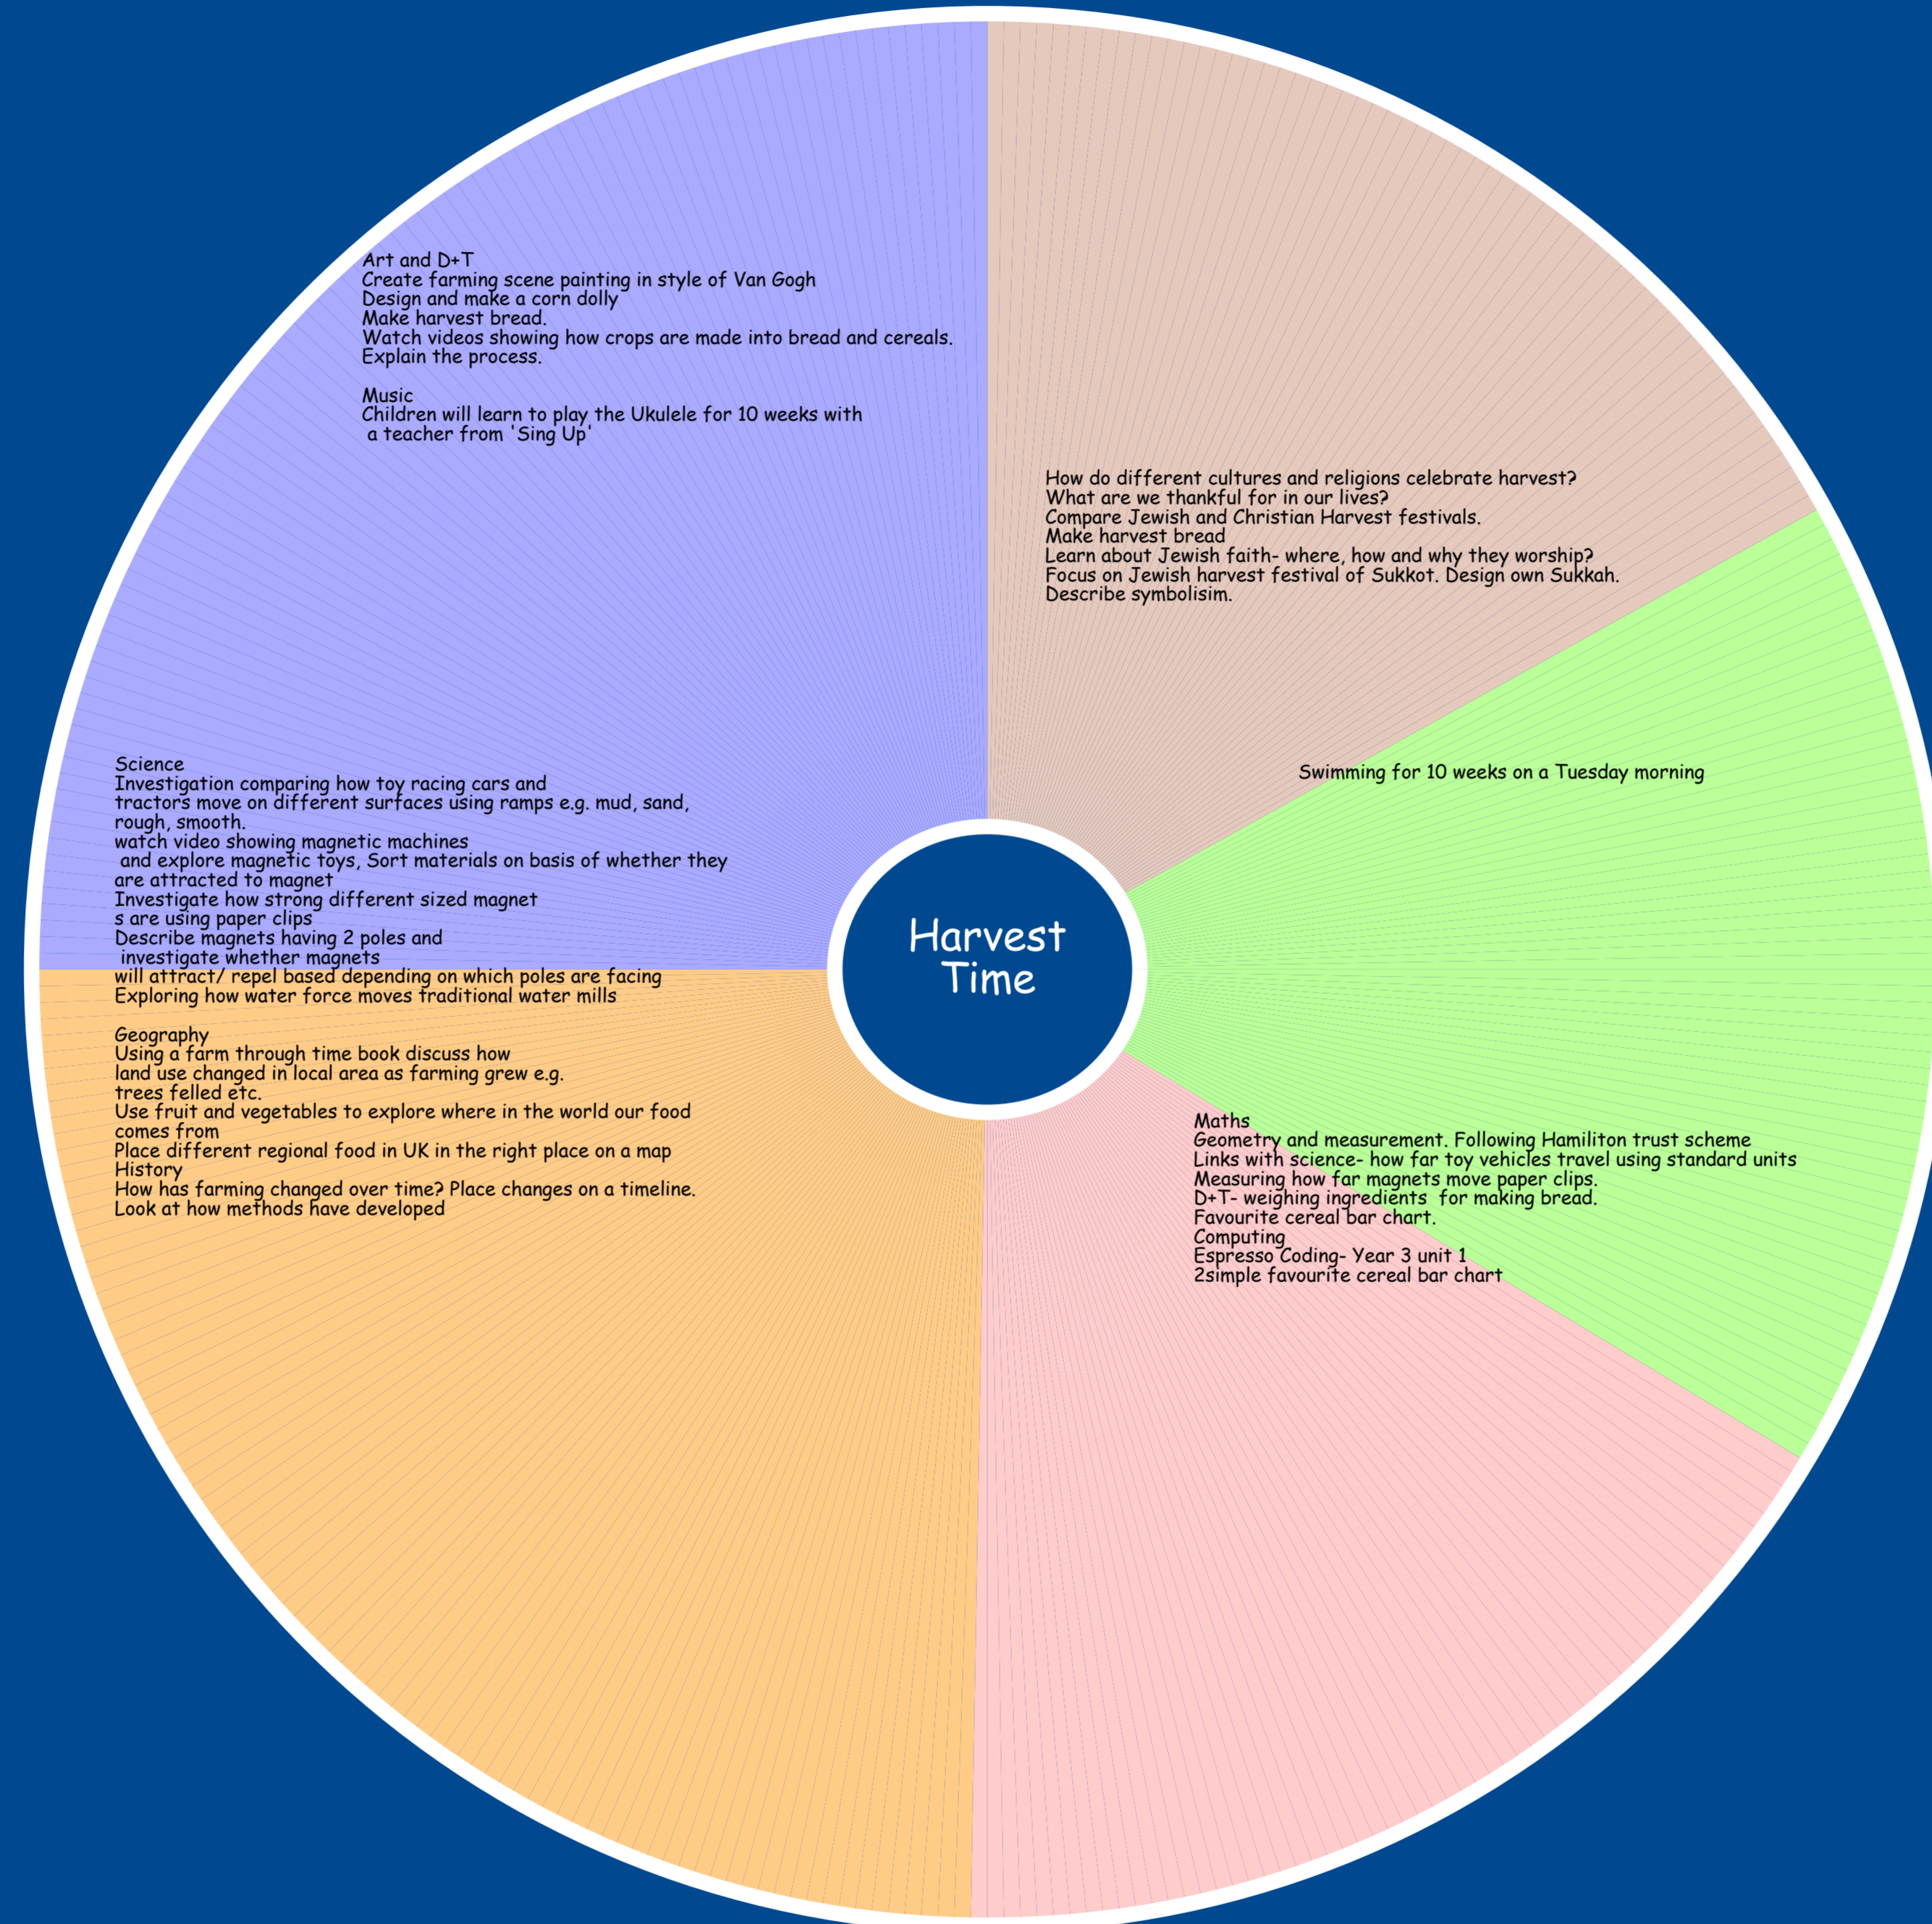 Art and D+T
Create farming scene painting in style of Van Gogh
Design and make a corn dolly
Make harvest bread.
Watch videos showing how crops are made into bread and cereals.
Explain the process.
Music
Children will learn to play the Ukulele for 10 weeks with
a teacher from 'Sing Up'
How do different cultures and religions celebrate harvest?
What are we thankful for in our lives?
Compare Jewish and Christian Harvest festivals.
Make harvest bread
Learn about Jewish faith- where, how and why they worship?
Focus on Jewish harvest festival of Sukkot. Design own Sukkah.
Describe symbolisim.
Swimming for 10 weeks on a Tuesday morning
Science
Investigation comparing how toy racing cars and
tractors move on different surfaces using ramps e.g. mud, sand,
rough, smooth.
watch video showing magnetic machines
and explore magnetic toys, Sort materials on basis of whether they
are attracted to magnet
Investigate how strong different sized magnet
s are using paper clips
Describe magnets having 2 poles and
investigate whether magnets
will attract/ repel based depending on which poles are facing
Exploring how water force moves traditional water mills
Geography
Using a farm through time book discuss how
land use changed in local area as farming grew e.g.
trees felled etc.
Use fruit and vegetables to explore where in the world our food
comes from
Place different regional food in UK in the right place on a map
History
How has farming changed over time? Place changes on a timeline.
Look at how methods have developed
Harvest
Time
Maths
Geometry and measurement. Following Hamiliton trust scheme
Links with science- how far toy vehicles travel using standard units
Measuring how far magnets move paper clips.
D+T- weighing ingredients  for making bread.
Favourite cereal bar chart.
Computing
Espresso Coding- Year 3 unit 1
2simple favourite cereal bar chart